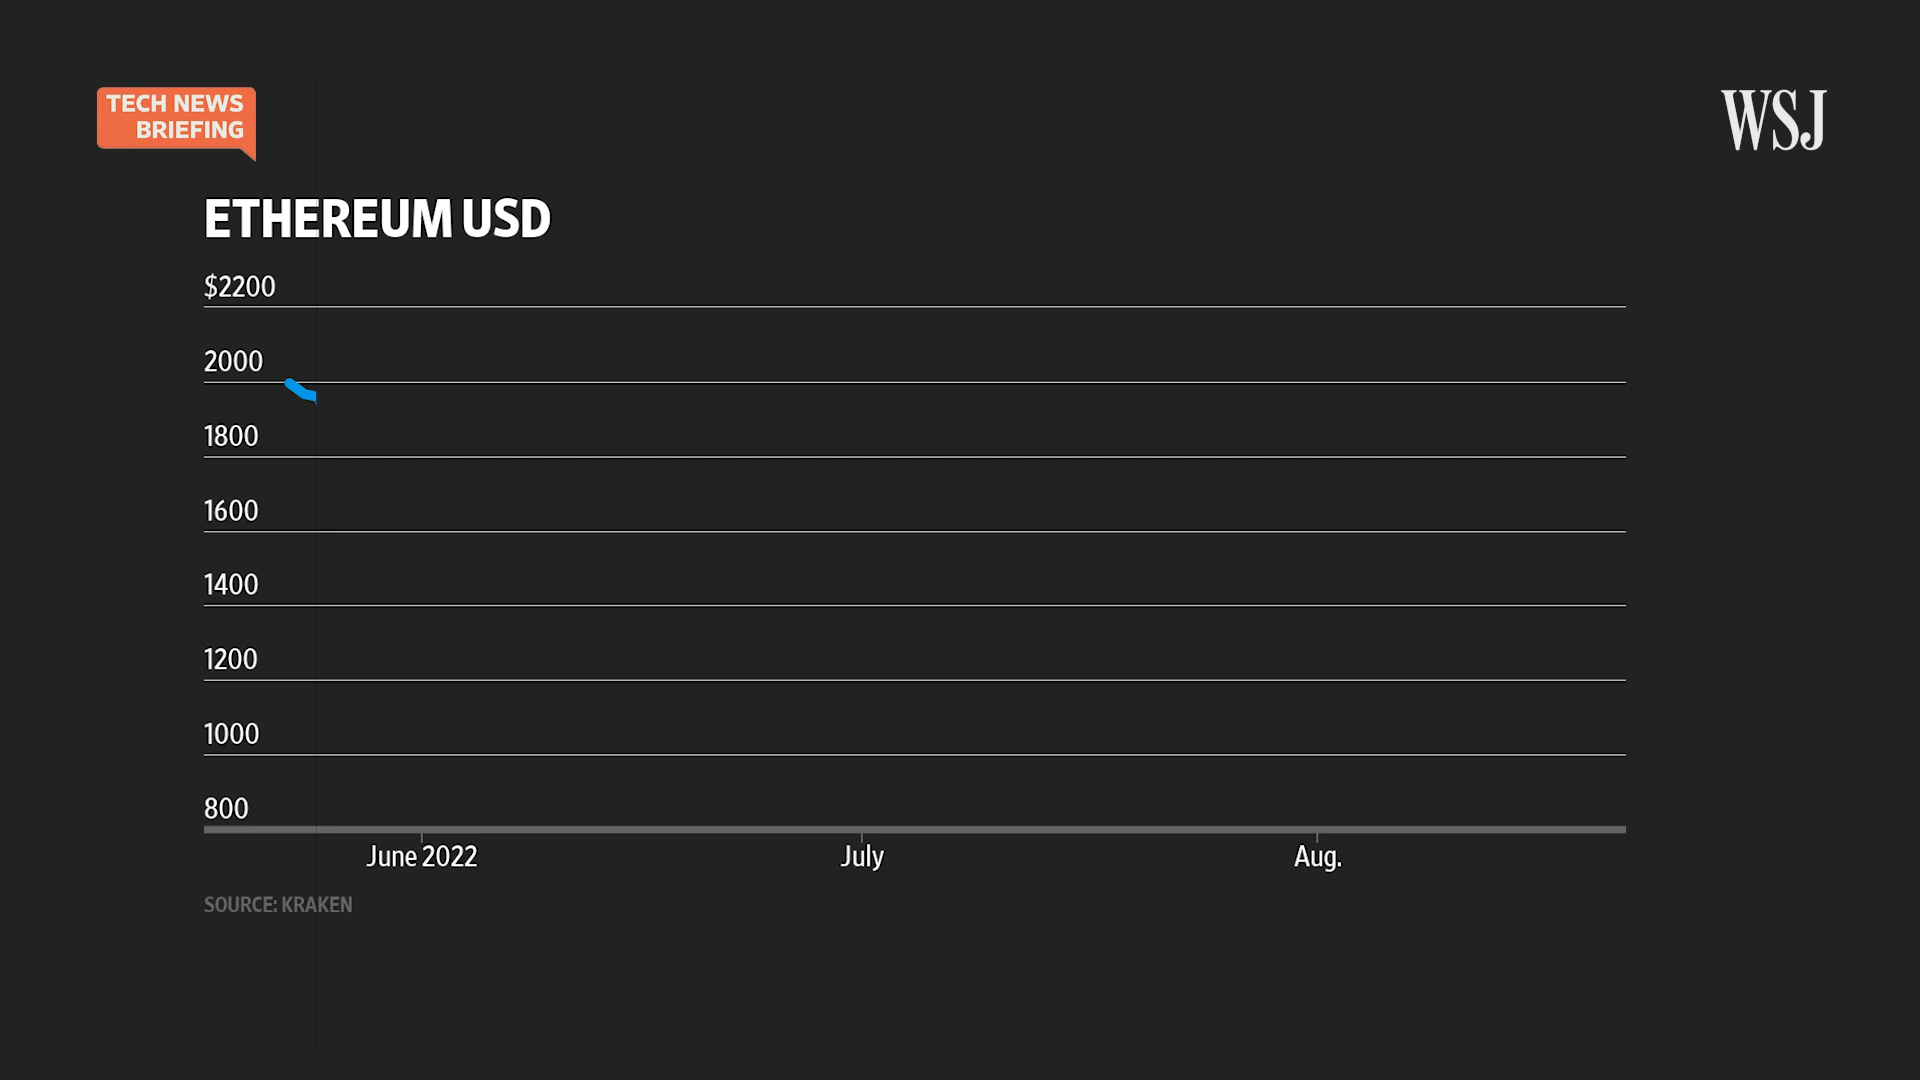 TECH NEWS
BRIEFING
WSJ
ETHEREUM USD
$2200
2000
1800
1600
1400
1200
1000
800
June 2022 July Aug.
SOURCE: KRAKEN